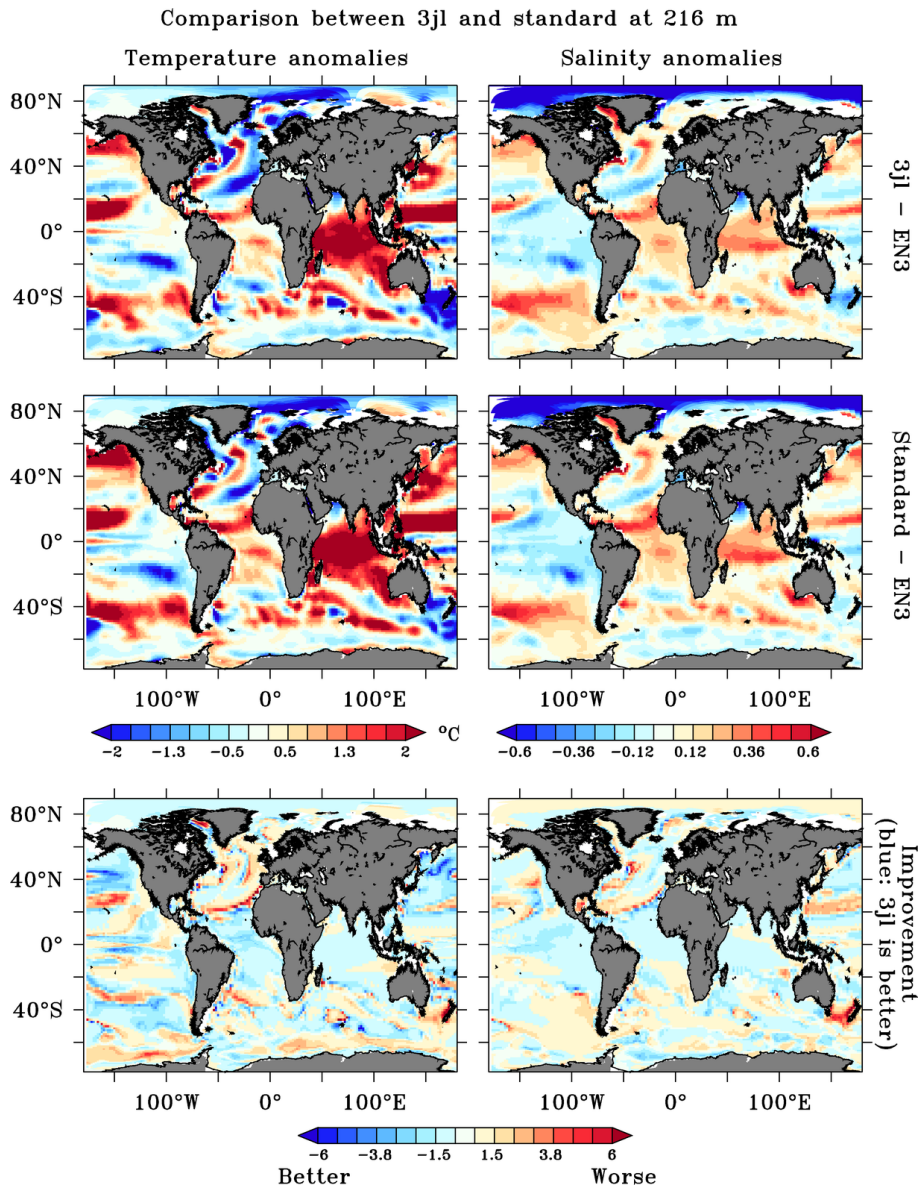 Comparison between 3jl and standard at 216 m
Temperature anomalies
Salinity anomalies
80°N
40°N
0°
40°S
3jl − EN3
80°N
40°N
0°
40°S
Standard − EN3
100°W 0° 100°E
100°W 0° 100°E
−2 −1.3 −0.5 0.5 1.3 2 °C
−0.6 −0.36 −0.12 0.12 0.36 0.6
80°N
40°N
0°
40°S
Improvement
(blue: 3jl is better)
100°W 0° 100°E
100°W 0° 100°E
−6 −3.8 −1.5 1.5 3.8 6
Better Worse